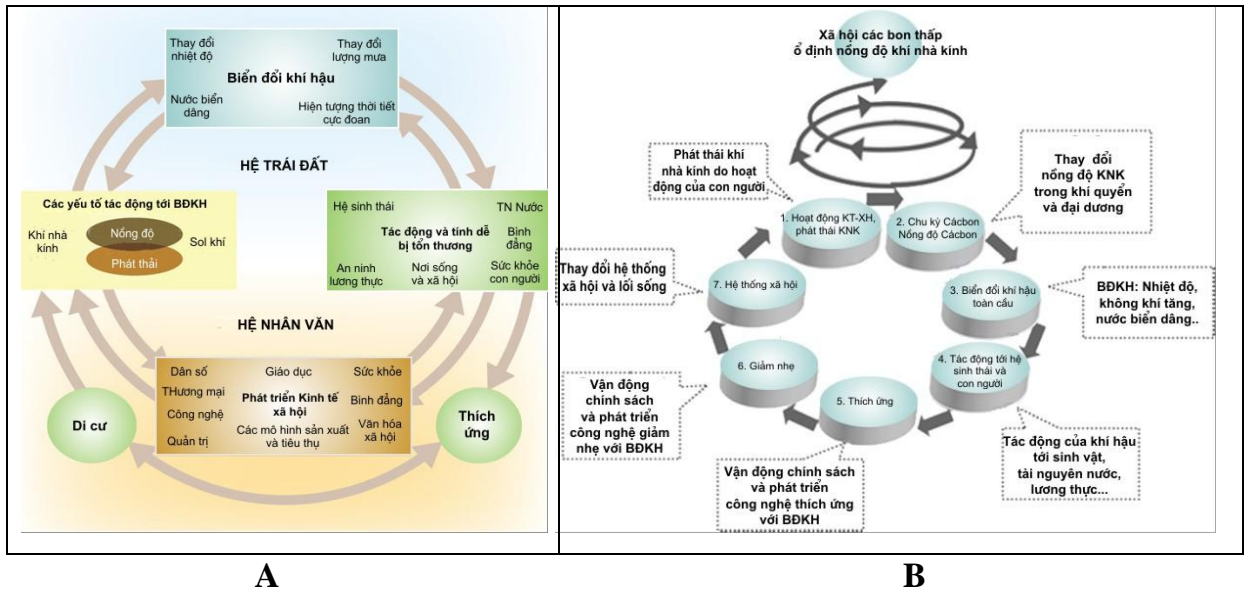 Thay đổi
nhiệt độ
Thay đổi
lượng mưa
Biển đổi khí hậu
Nước biển
dâng
Hiện tượng thời tiết
cực đoan
HỆ TRÁI ĐẤT
Các yếu tố tác động tới BĐKH
Khí nhà
kính
Nồng độ
Phát thải
Sol khí
Hệ sinh thái
TN Nước
Tác động và tính dễ
bị tổn thương
Bình
đẳng
An ninh
lương thực
Nơi sống
và xã hội
Sức khỏe
con người
HỆ NHÂN VĂN
Dân số
Giáo dục
Sức khỏe
THương mại
Phát triển Kinh tế
xã hội
Bình đẳng
Công nghệ
Các mô hình sản xuất
và tiêu thụ
Văn hóa
xã hội
Quản trị
Di cư
Thích
ứng
A
Xã hội các bon thấp
ổ định nồng độ khí nhà kính
Phát thải khí
nhà kính do hoạt
động của con người
Thay đổi
nồng độ KNK
trong khí quyển
và đại dương
1. Hoạt động KT-XH,
phát thải KNK
2. Chu kỳ Cácbon
Nồng độ Cácbon
Thay đổi hệ thống
xã hội và lối sống
7. Hệ thống xã hội
3. Biến đổi khí hậu
toàn cầu
BĐKH: Nhiệt độ,
không khí tăng,
nước biển dâng..
6. Giảm nhẹ
4. Tác động tới hệ
sinh thái và
con người
5. Thích ứng
Vận động
chính sách
và phát triển
công nghệ giảm
nhẹ với BĐKH
Vận động chính sách
và phát triển
công nghệ thích ứng
với BĐKH
Tác động của khí hậu
tới sinh vật,
tài nguyên nước,
lương thực...
B